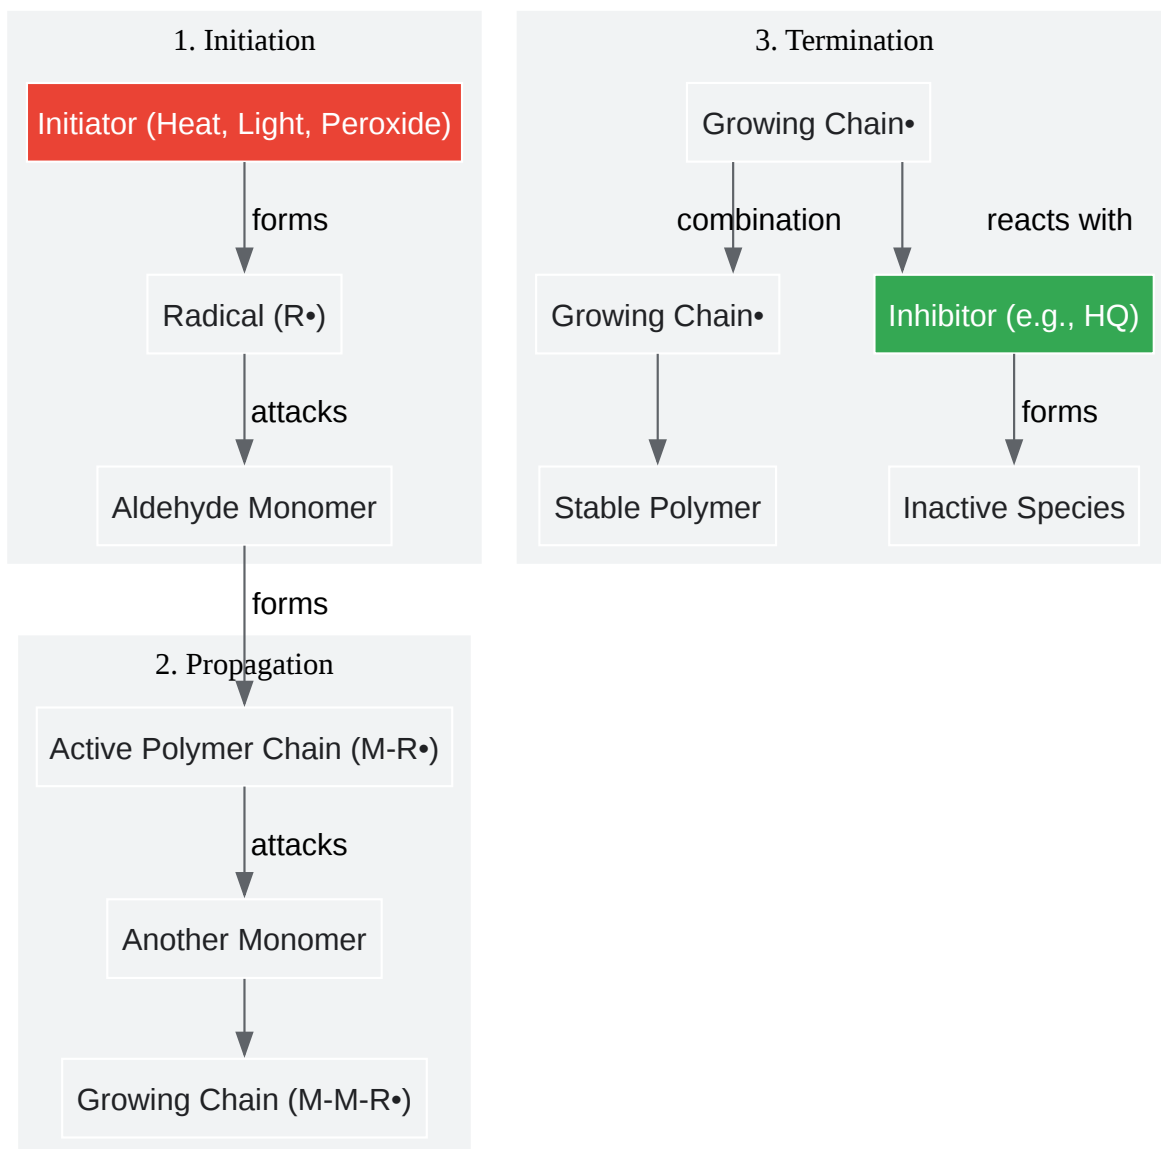 1. Initiation
Initiator (Heat, Light, Peroxide)
forms
Radical (R•)
attacks
Aldehyde Monomer
forms
2. Propagation
Active Polymer Chain (M-R•)
attacks
Another Monomer
Growing Chain (M-M-R•)
3. Termination
Growing Chain•
combination
reacts with
Growing Chain•
Inhibitor (e.g., HQ)
forms
Stable Polymer
Inactive Species